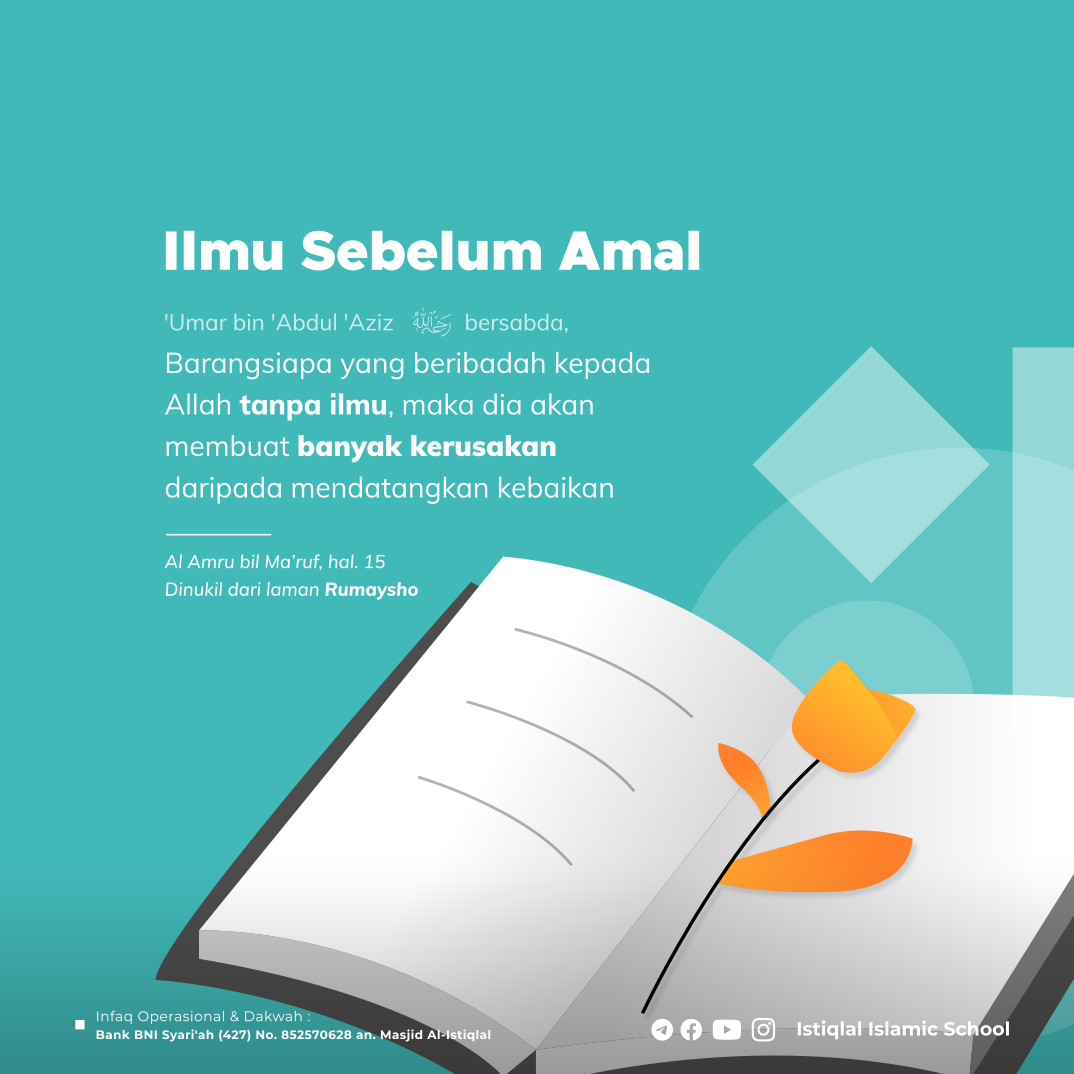 Ilmu Sebelum Amal
'Umar bin 'Abdul 'Aziz رحمه الله bersabda,
Barangsiapa yang beribadah kepada
Allah tanpa ilmu, maka dia akan
membuat banyak kerusakan
daripada mendatangkan kebaikan
Al Amru bil Ma’ruf, hal. 15
Dinukil dari laman Rumaysho
Infaq Operasional & Dakwah :
Bank BNI Syari'ah (427) No. 852570628 an. Masjid Al-Istiqlal
Istiqlal Islamic School